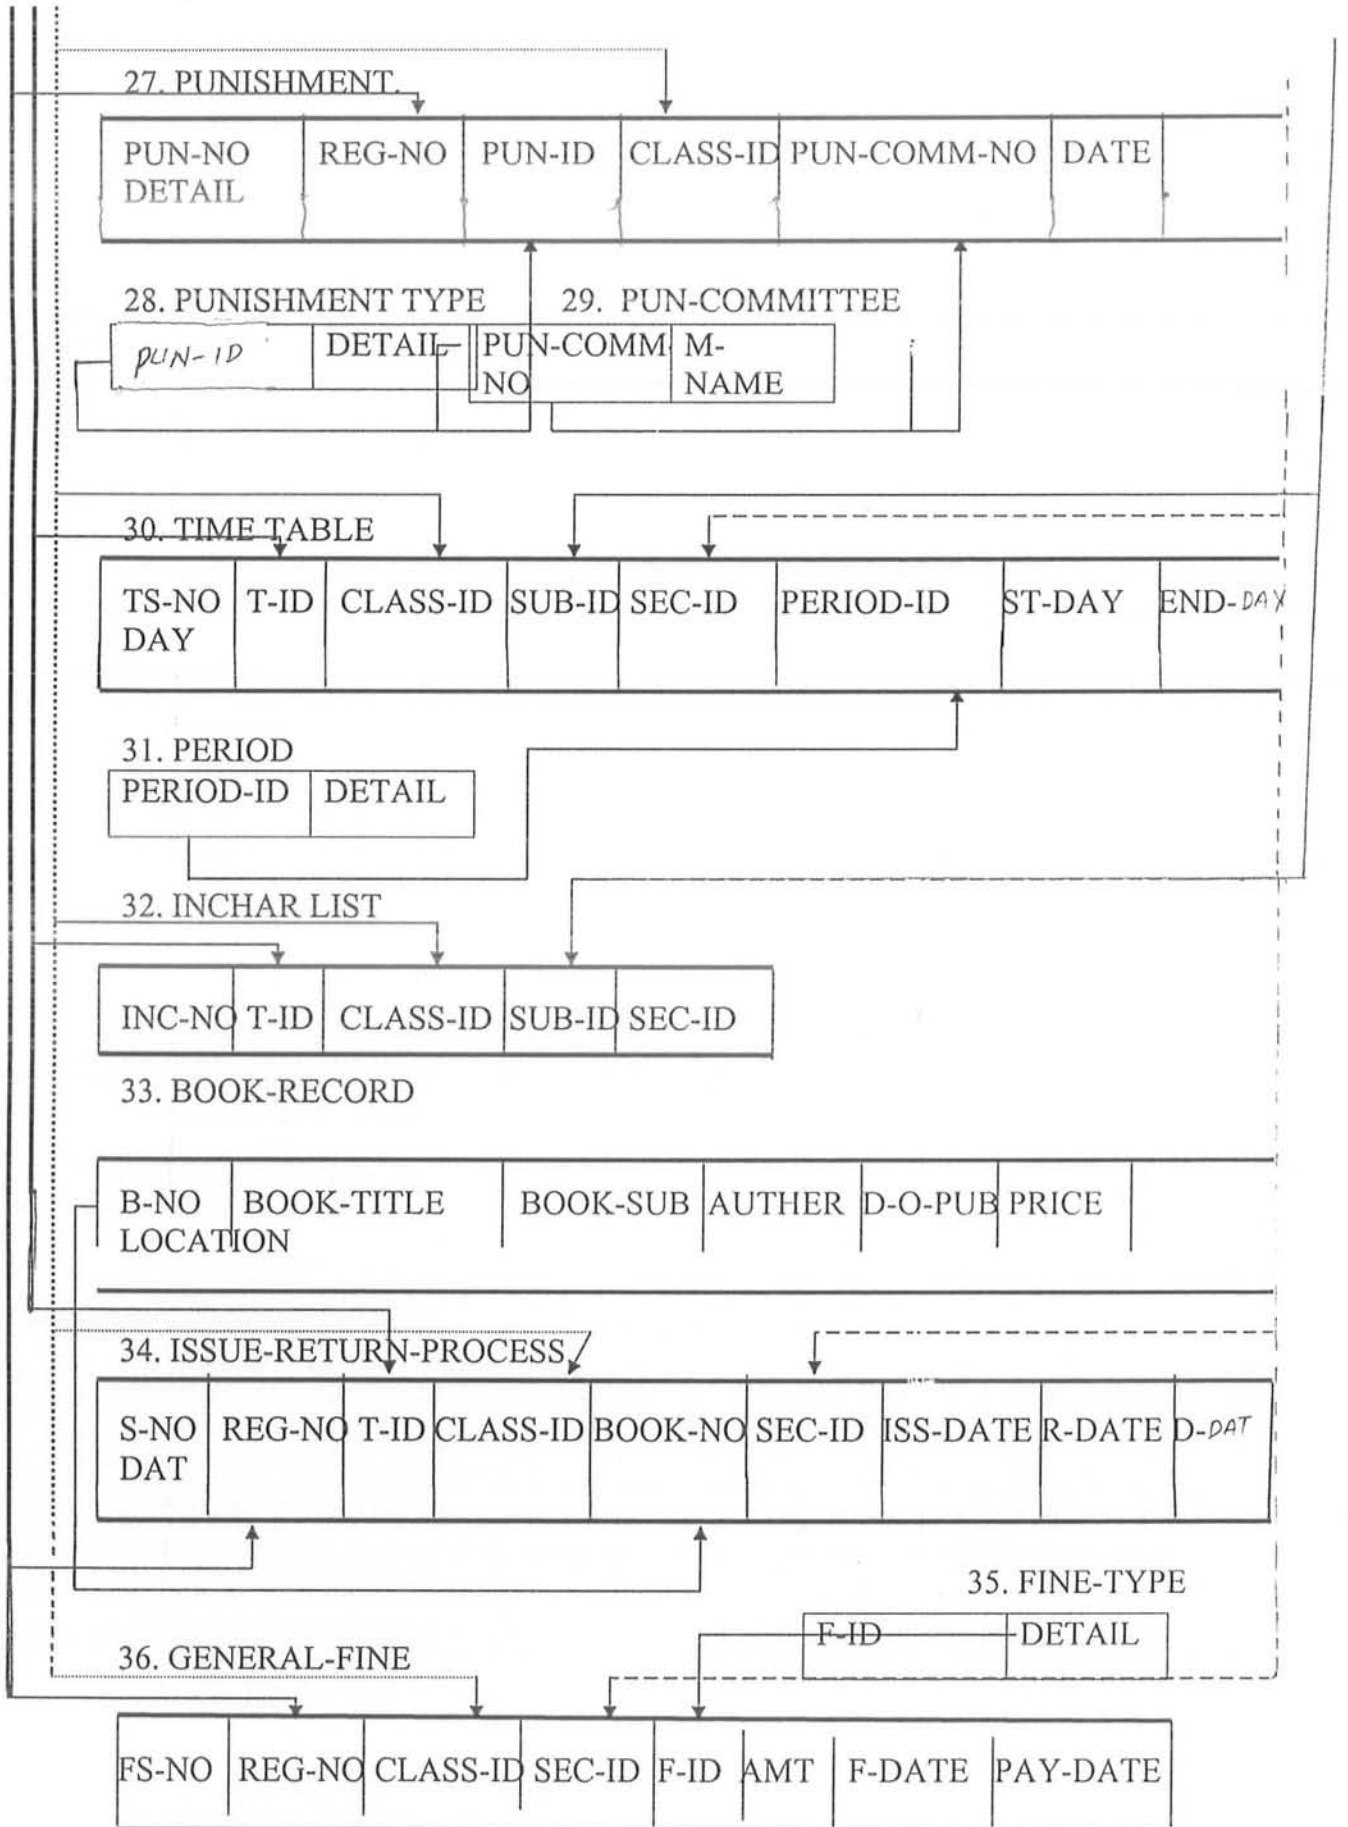 27. PUNISHMENT
PUN-NO REG-NO PUN-ID CLASS-ID PUN-COMM-NO DATE
DETAIL
28. PUNISHMENT TYPE 29. PUN-COMMITTEE
PUN-ID DETAIL PUN-COMM M-
NO NAME
30. TIME TABLE
TS-NO T-ID CLASS-ID SUB-ID SEC-ID PERIOD-ID ST-DAY END-DAY
DAY
31. PERIOD
PERIOD-ID DETAIL
32. INCHAR LIST
INC-NO T-ID CLASS-ID SUB-ID SEC-ID
33. BOOK-RECORD
B-NO BOOK-TITLE BOOK-SUB AUTHER D-O-PUB PRICE
LOCATION
34. ISSUE-RETURN-PROCESS
S-NO REG-NO T-ID CLASS-ID BOOK-NO SEC-ID ISS-DATE R-DATE D-DAT
DAT
35. FINE-TYPE
F-ID DETAIL
36. GENERAL-FINE
FS-NO REG-NO CLASS-ID SEC-ID F-ID AMT F-DATE PAY-DATE